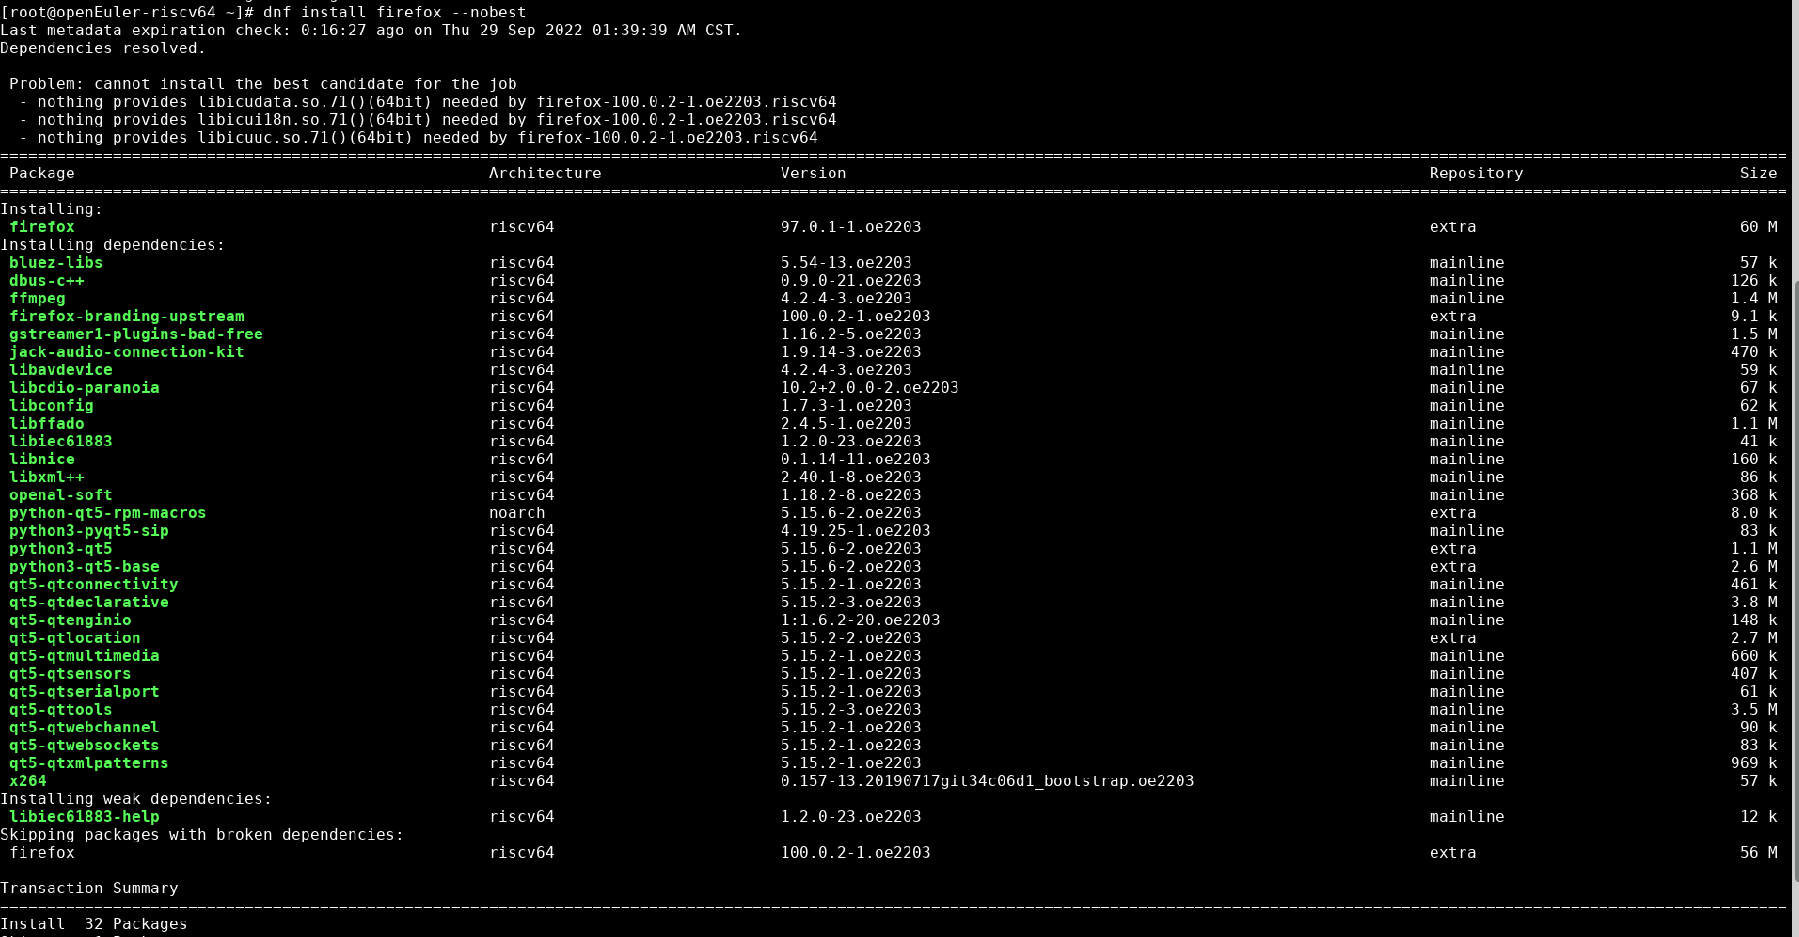 [root@openEuler-riscv64 ~]# dnf install firefox --nobest
Last metadata expiration check: 0:16:27 ago on Thu 29 Sep 2022 01:39:39 AM CST.
Dependencies resolved.
Problem: cannot install the best candidate for the job
- nothing provides libicudata.so.71()(64bit) needed by firefox-100.0.2-1.oe2203.riscv64
- nothing provides libicui18n.so.71()(64bit) needed by firefox-100.0.2-1.oe2203.riscv64
- nothing provides libicuuc.so.71()(64bit) needed by firefox-100.0.2-1.oe2203.riscv64
Package Architecture Version Repository Size
Installing:
firefox riscv64 97.0.1-1.oe2203 extra 60 M
Installing dependencies:
bluez-libs riscv64 5.54-13.oe2203 mainline 57 k
dbus-c++ riscv64 0.9.0-21.oe2203 mainline 126 k
ffmpeg riscv64 4.2.4-3.oe2203 mainline 1.4 M
firefox-branding-upstream riscv64 100.0.2-1.oe2203 extra 9.1 k
gstreamer1-plugins-bad-free riscv64 1.16.2-5.oe2203 mainline 1.5 M
jack-audio-connection-kit riscv64 1.9.14-3.oe2203 mainline 470 k
libavdevice riscv64 4.2.4-3.oe2203 mainline 59 k
libcdio-paranoia riscv64 10.2+2.0.0-2.oe2203 mainline 67 k
libconfig riscv64 1.7.3-1.oe2203 mainline 62 k
libffado riscv64 2.4.5-1.oe2203 mainline 1.1 M
libiec61883 riscv64 1.2.0-23.oe2203 mainline 41 k
libnice riscv64 0.1.14-11.oe2203 mainline 160 k
libxml++ riscv64 2.40.1-8.oe2203 mainline 86 k
openal-soft riscv64 1.18.2-8.oe2203 mainline 368 k
python-qt5-rpm-macros noarch 5.15.6-2.oe2203 extra 8.0 k
python3-pyqt5-sip riscv64 4.19.25-1.oe2203 mainline 83 k
python3-qt5 riscv64 5.15.6-2.oe2203 extra 1.1 M
python3-qt5-base riscv64 5.15.6-2.oe2203 extra 2.6 M
qt5-qtconnectivity riscv64 5.15.2-1.oe2203 mainline 461 k
qt5-qtdeclarative riscv64 5.15.2-3.oe2203 mainline 3.8 M
qt5-qtenginio riscv64 1:1.6.2-20.oe2203 mainline 148 k
qt5-qtlocation riscv64 5.15.2-2.oe2203 extra 2.7 M
qt5-qtmultimedia riscv64 5.15.2-1.oe2203 mainline 660 k
qt5-qtsensors riscv64 5.15.2-1.oe2203 mainline 407 k
qt5-qtserialport riscv64 5.15.2-1.oe2203 mainline 61 k
qt5-qttools riscv64 5.15.2-3.oe2203 mainline 3.5 M
qt5-qtwebchannel riscv64 5.15.2-1.oe2203 mainline 90 k
qt5-qtwebsockets riscv64 5.15.2-1.oe2203 mainline 83 k
qt5-qtxmlpatterns riscv64 5.15.2-1.oe2203 mainline 969 k
x264 riscv64 0.157-13.20190717git34c06d1_bootstrap.oe2203 mainline 57 k
Installing weak dependencies:
libiec61883-help riscv64 1.2.0-23.oe2203 mainline 12 k
Skipping packages with broken dependencies:
firefox riscv64 100.0.2-1.oe2203 extra 56 M
Transaction Summary
Install 32 Packages